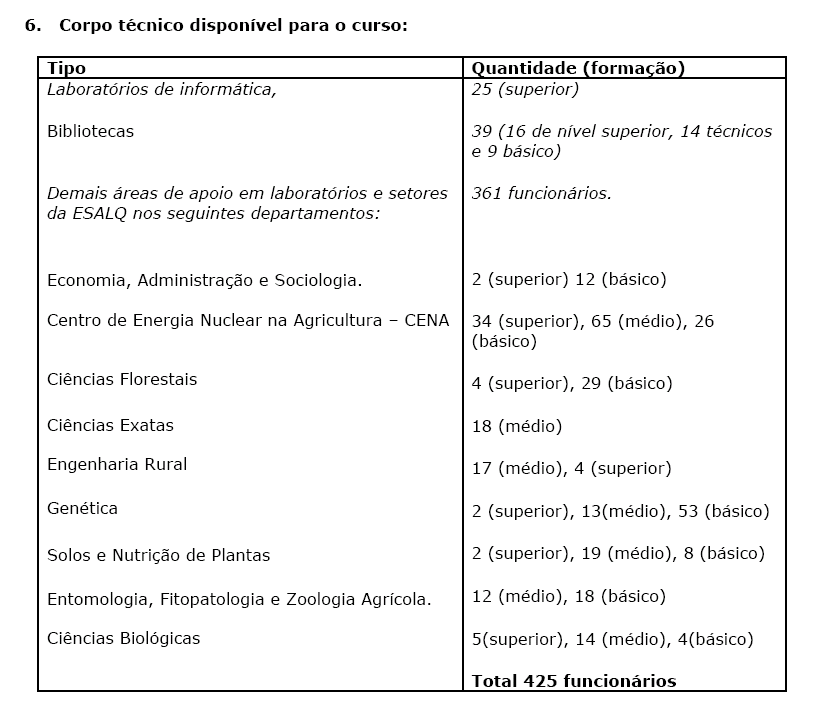 6. Corpo técnico disponível para o curso:
Tipo
Quantidade (formação)
Laboratórios de informática,
25 (superior)
Bibliotecas
39 (16 de nível superior, 14 técnicos
e 9 básico)
Demais áreas de apoio em laboratórios e setores
da ESALQ nos seguintes departamentos:
361 funcionários.
Economia, Administração e Sociologia.
2 (superior) 12 (básico)
Centro de Energia Nuclear na Agricultura – CENA
34 (superior), 65 (médio), 26
(básico)
Ciências Florestais
4 (superior), 29 (básico)
Ciências Exatas
18 (médio)
Engenharia Rural
17 (médio), 4 (superior)
Genética
2 (superior), 13(médio), 53 (básico)
Solos e Nutrição de Plantas
2 (superior), 19 (médio), 8 (básico)
Entomologia, Fitopatologia e Zoologia Agrícola.
12 (médio), 18 (básico)
Ciências Biológicas
5(superior), 14 (médio), 4(básico)
Total 425 funcionários